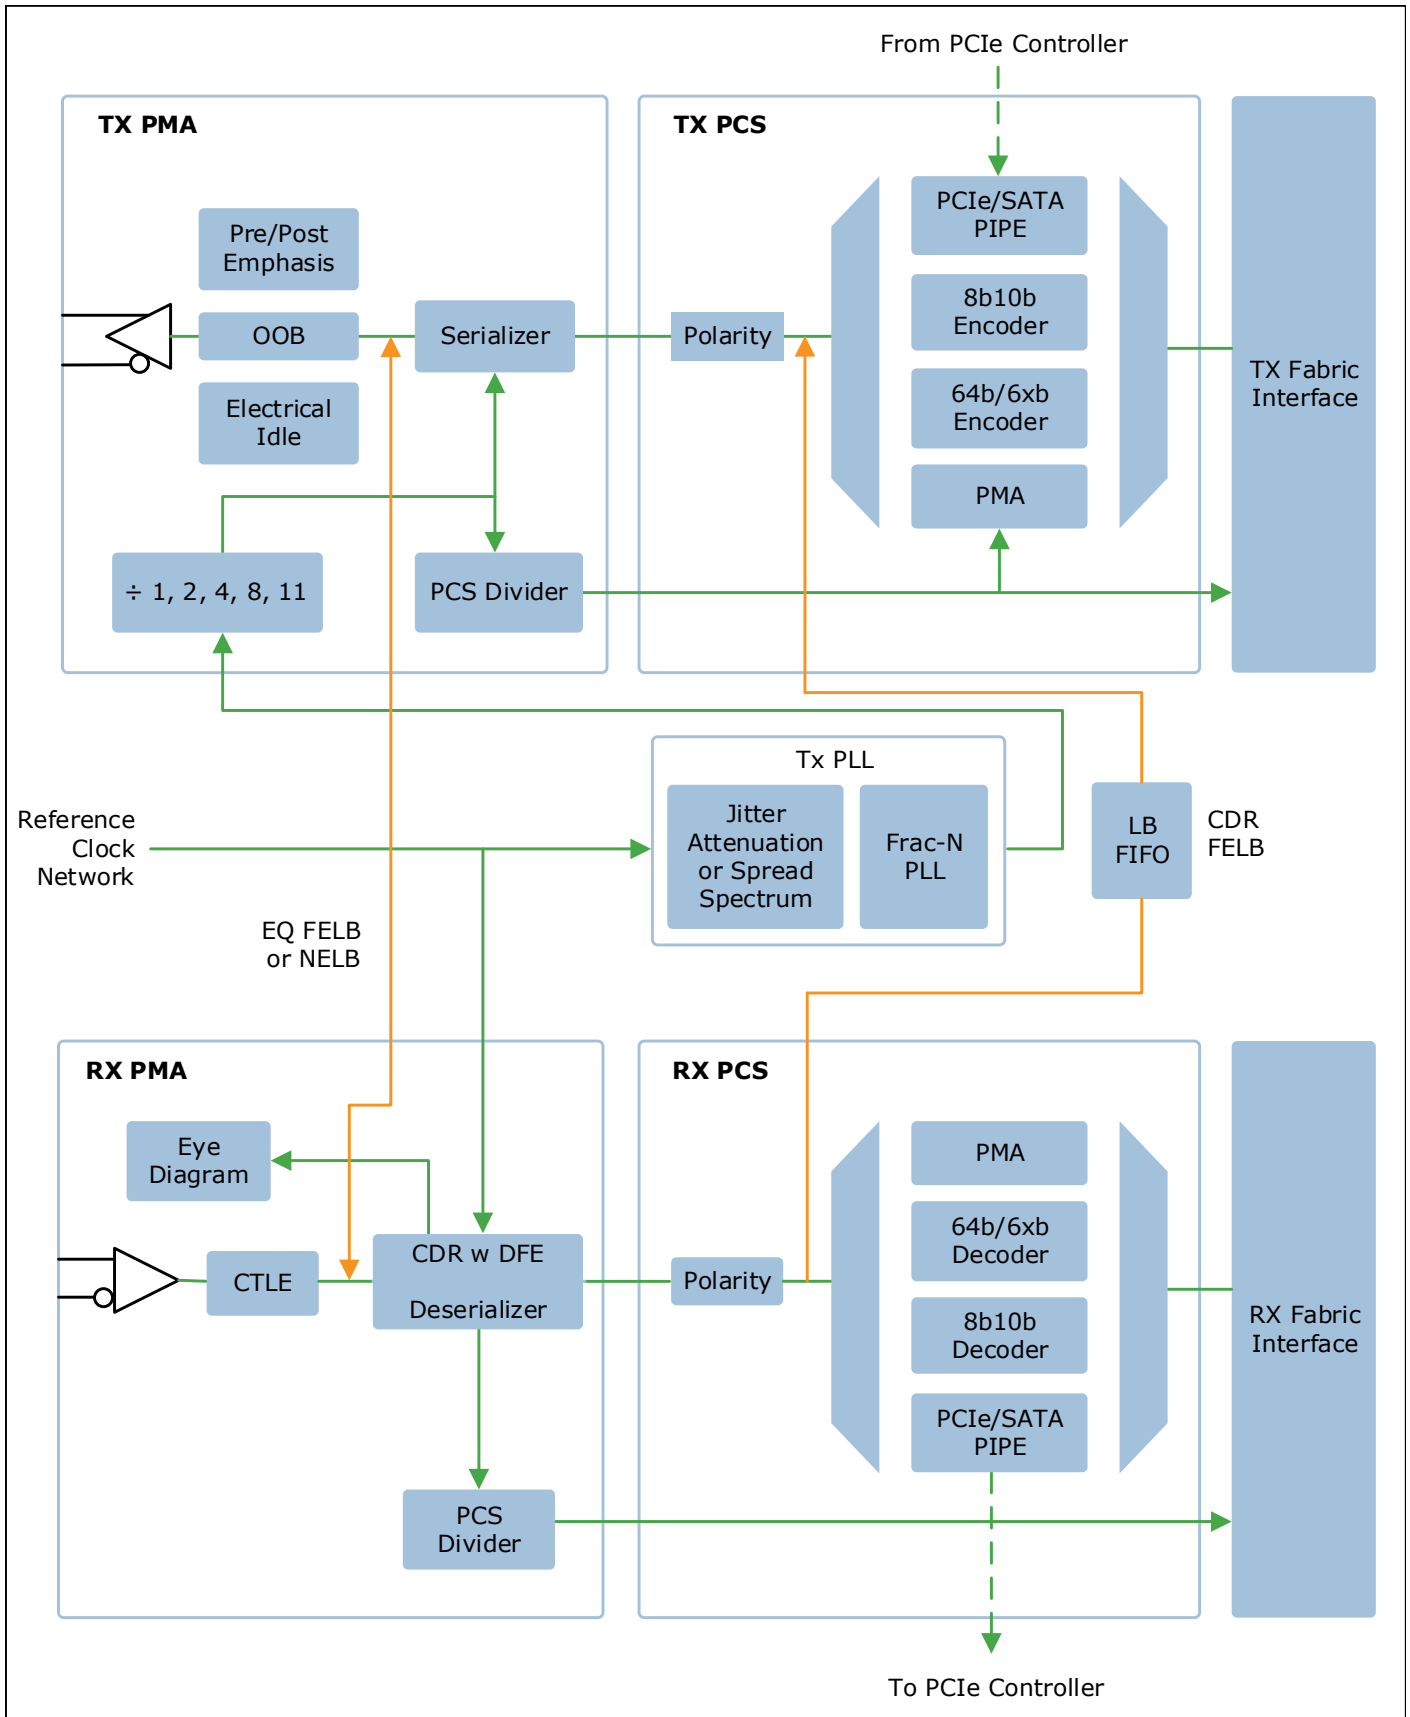 From PCIe Controller
TX PMA
TX PCS
PCIe/SATA
PIPE
Pre/Post
Emphasis
8b10b
Encoder
OOB
Serializer
Polarity
TX Fabric
Interface
64b/6xb
Encoder
Electrical
Idle
PMA
÷ 1, 2, 4, 8, 11
PCS Divider
Tx PLL
Reference
Clock
Network
Jitter
Attenuation
or Spread
Spectrum
Frac-N
PLL
LB
FIFO
CDR
FELB
EQ FELB
or NELB
RX PMA
RX PCS
Eye
Diagram
PMA
64b/6xb
Decoder
CTLE
CDR w DFE
Deserializer
Polarity
8b10b
Decoder
RX Fabric
Interface
PCIe/SATA
PIPE
PCS
Divider
To PCIe Controller